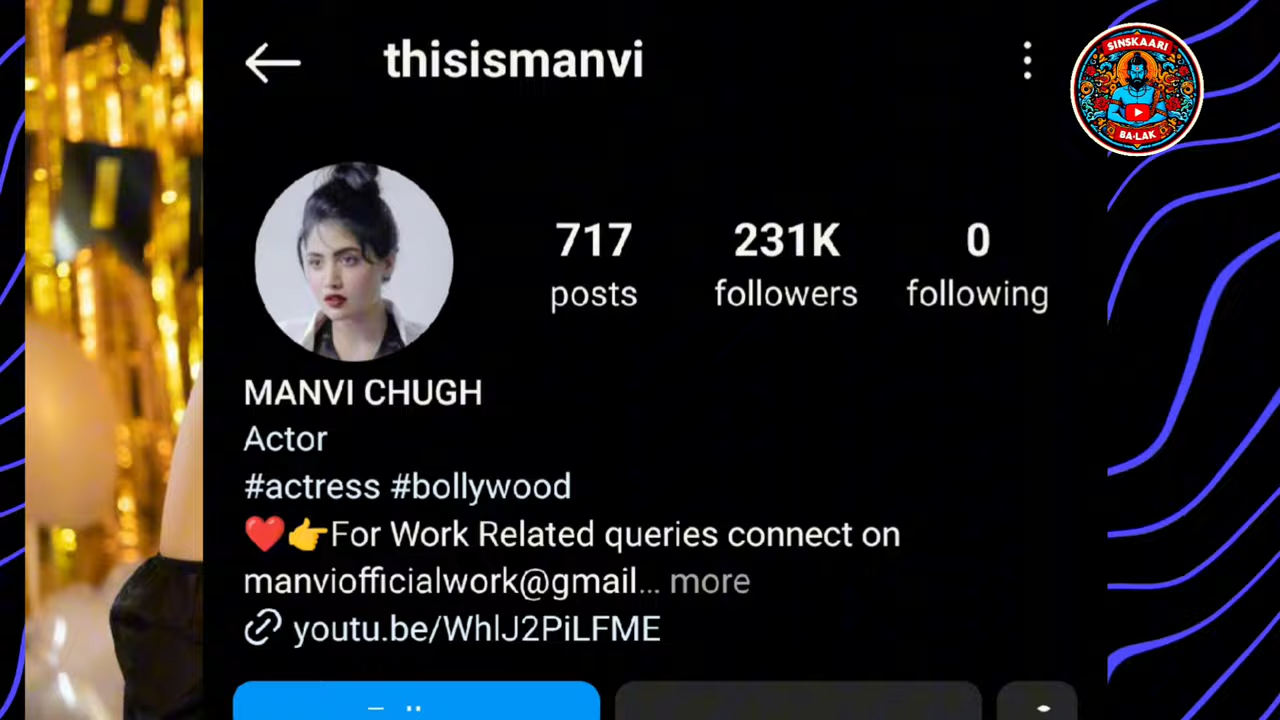 thisismanvi
SINSKAARI
BA-LAK
717
231K
0
posts
followers
following
MANVI CHUGH
Actor
#actress #bollywood
❤️👉For Work Related queries connect on
manviofficialwork@gmail... more
youtu.be/WhlJ2PiLFME